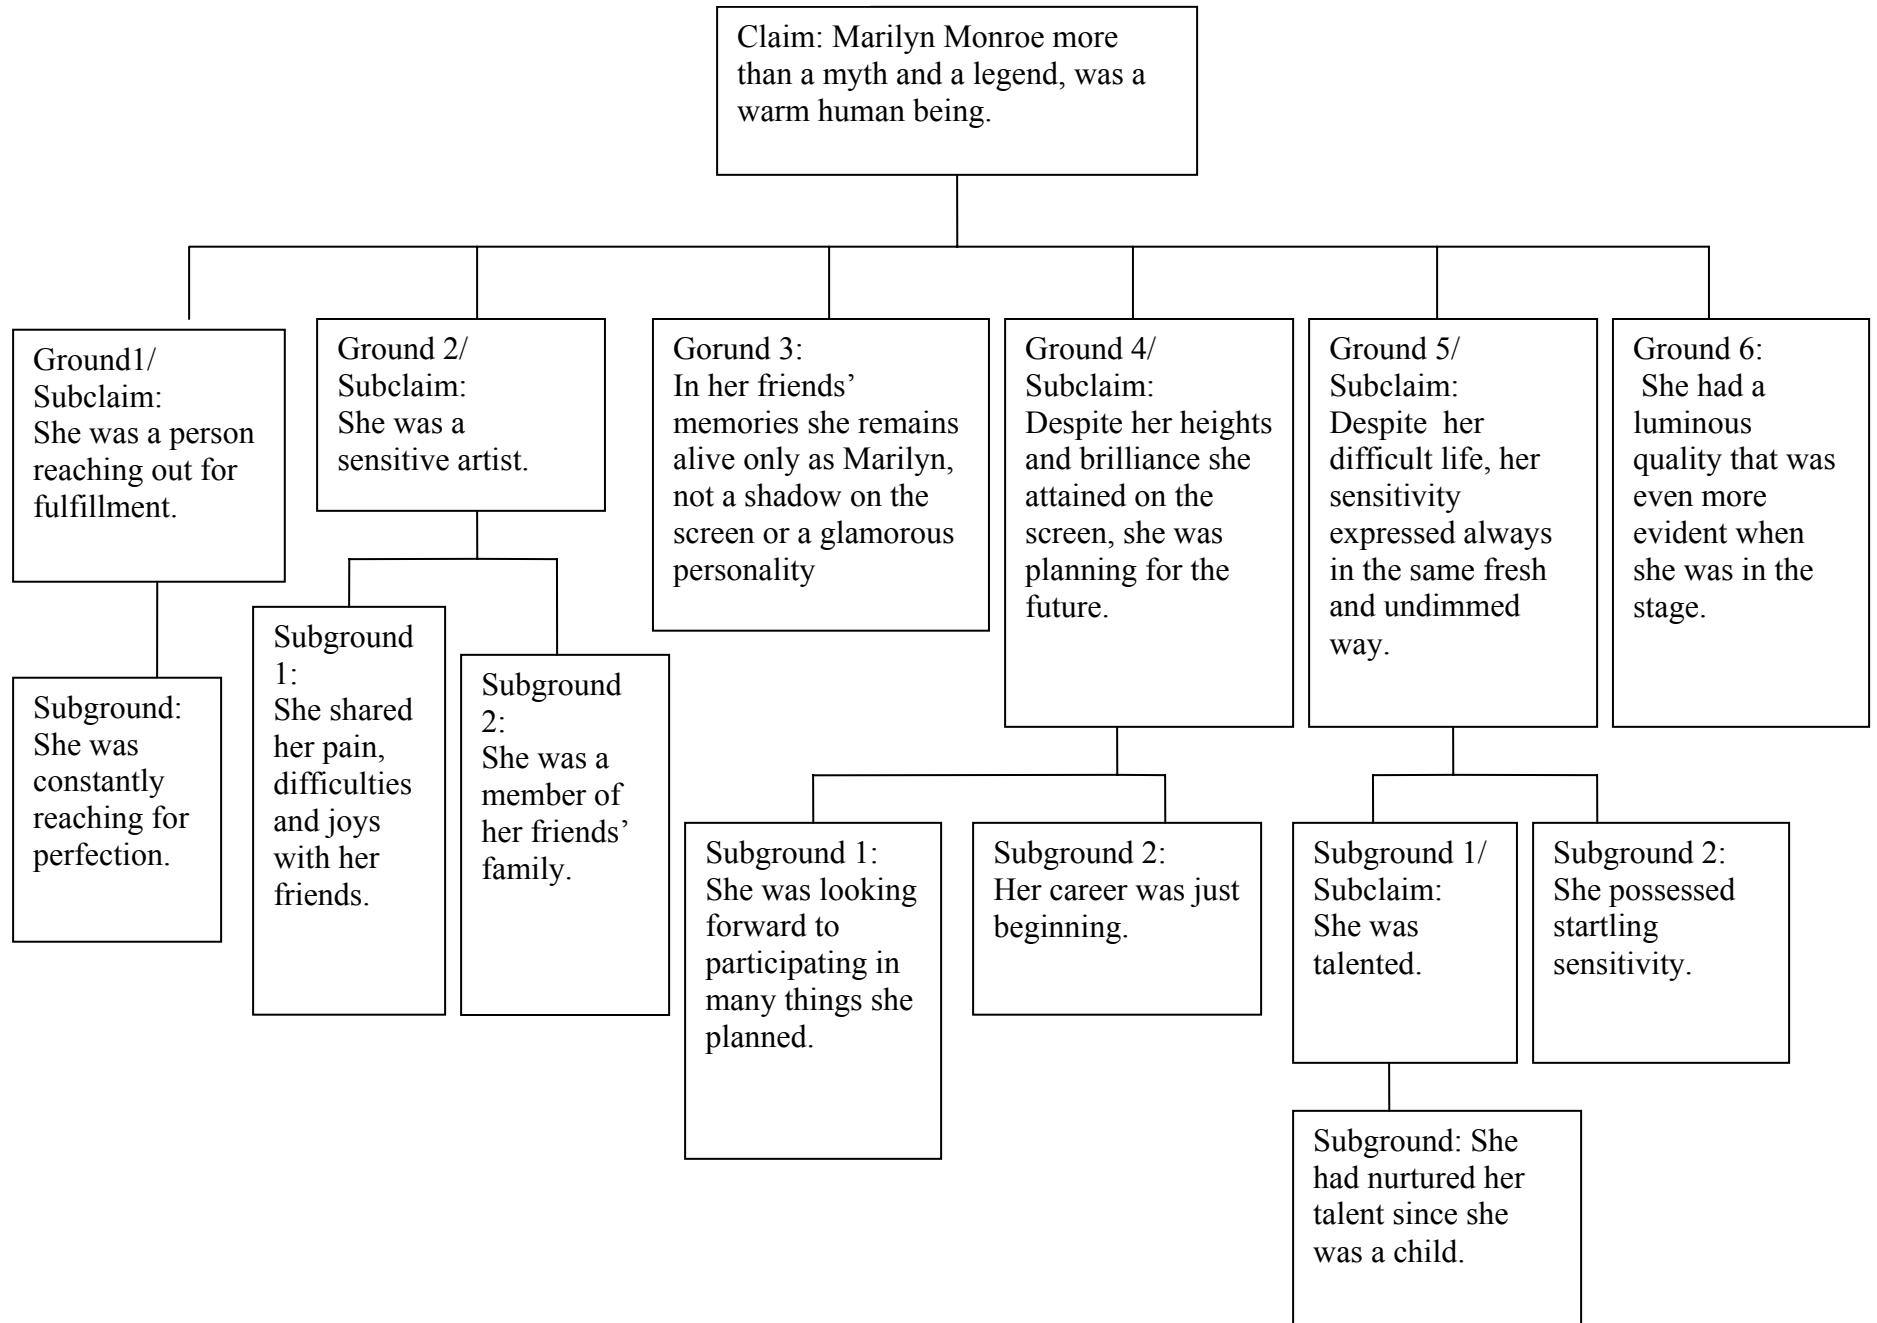 Claim: Marilyn Monroe more
than a myth and a legend, was a
warm human being.
Ground1/
Subclaim:
She was a person
reaching out for
fulfillment.
Ground 2/
Subclaim:
She was a
sensitive artist.
Gorund 3:
In her friends’
memories she remains
alive only as Marilyn,
not a shadow on the
screen or a glamorous
personality
Ground 4/
Subclaim:
Despite her heights
and brilliance she
attained on the
screen, she was
planning for the
future.
Ground 5/
Subclaim:
Despite  her
difficult life, her
sensitivity
expressed always
in the same fresh
and undimmed
way.
Ground 6:
She had a
luminous
quality that was
even more
evident when
she was in the
stage.
Subground:
She was
constantly
reaching for
perfection.
Subground
1:
She shared
her pain,
difficulties
and joys
with her
friends.
Subground
2:
She was a
member of
her friends’
family.
Subground 1:
She was looking
forward to
participating in
many things she
planned.
Subground 2:
Her career was just
beginning.
Subground 1/
Subclaim:
She was
talented.
Subground 2:
She possessed
startling
sensitivity.
Subground: She
had nurtured her
talent since she
was a child.